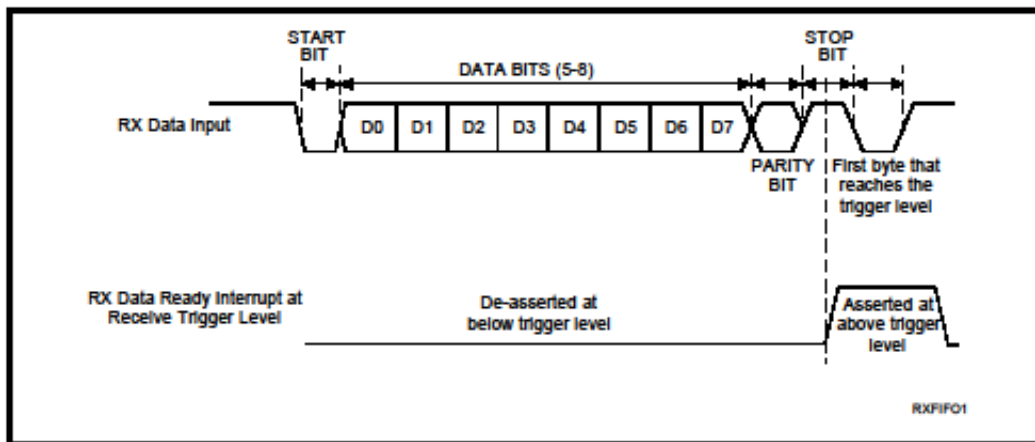 START
BIT
STOP
BIT
DATA BITS (5-8)
RX Data Input
D0 D1 D2 D3 D4 D5 D6 D7
PARITY
BIT
First byte that
reaches the
trigger level
RX Data Ready Interrupt at
Receive Trigger Level
De-asserted at
below trigger level
Asserted at
above trigger
level
RXFIFO1